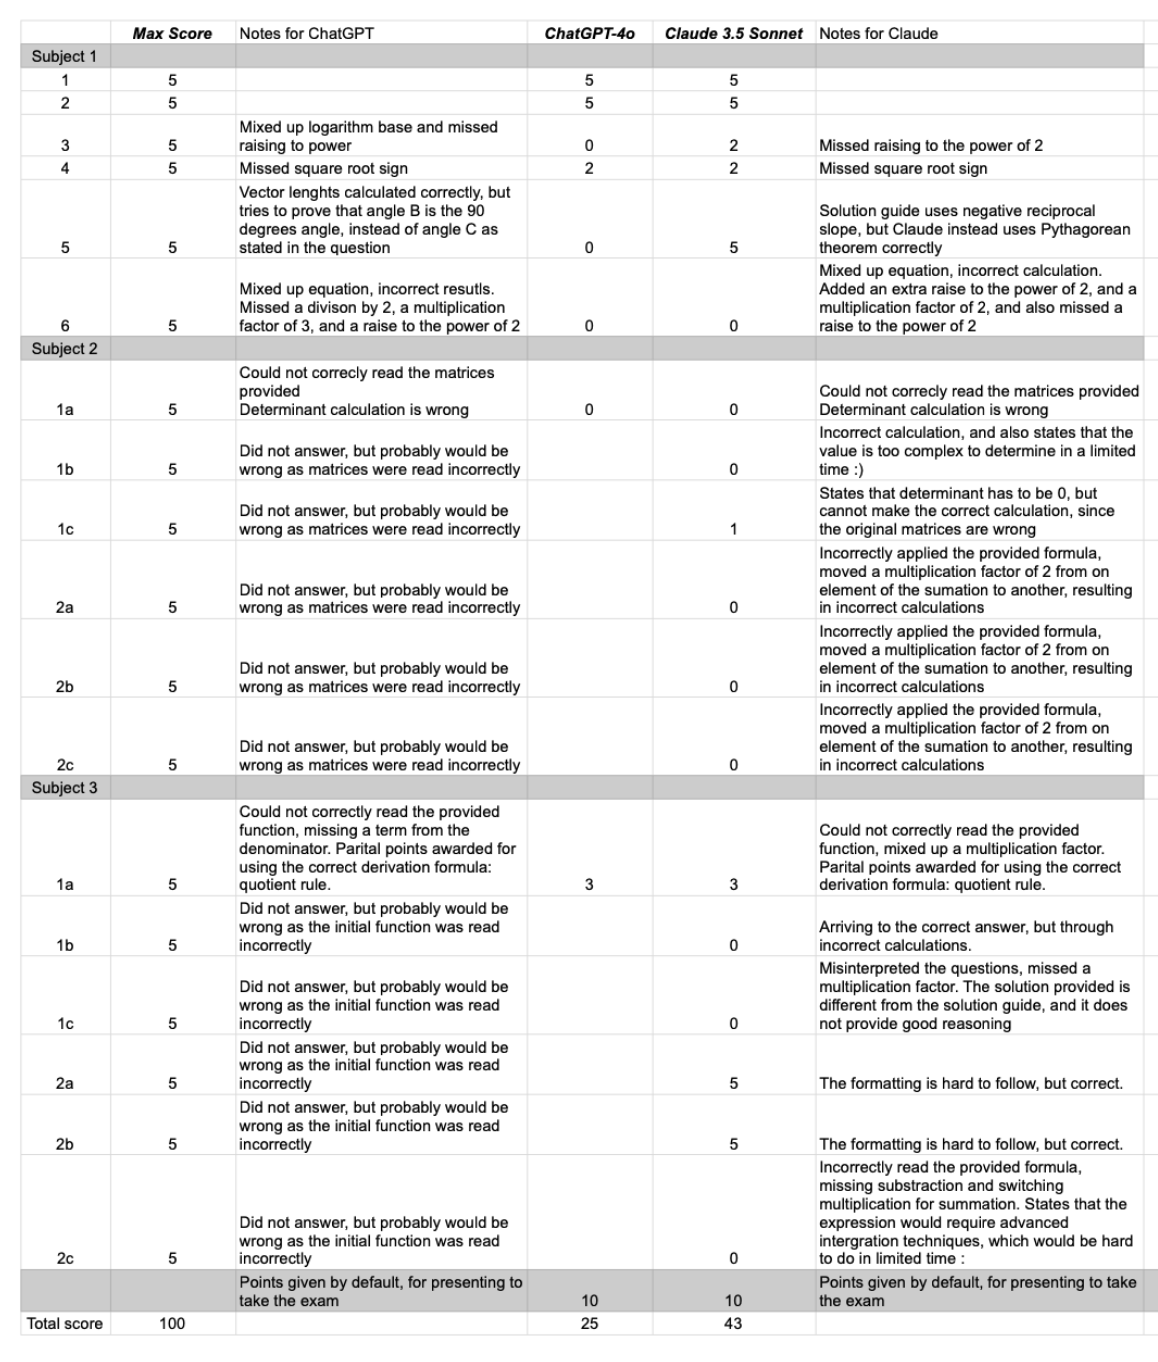 Max Score Notes for ChatGPT ChatGPT-4o Claude 3.5 Sonnet Notes for Claude
Subject 1
1 5 5 5
2 5 5 5
Mixed up logarithm base and missed
3 5 raising to power 0 2 Missed raising to the power of 2
4 5 Missed square root sign 2 2 Missed square root sign
Vector lenghts calculated correctly, but
tries to prove that angle B is the 90 Solution guide uses negative reciprocal
degrees angle, instead of angle C as slope, but Claude instead uses Pythagorean
5 5 stated in the question 0 5 theorem correctly
Mixed up equation, incorrect calculation.
Mixed up equation, incorrect resutls. Added an extra raise to the power of 2, and a
Missed a divison by 2, a multiplication multiplication factor of 2, and also missed a
6 5 factor of 3, and a raise to the power of 2 0 0 raise to the power of 2
Subject 2
Could not correcly read the matrices
provided Could not correcly read the matrices provided
1a 5 Determinant calculation is wrong 0 0 Determinant calculation is wrong
Incorrect calculation, and also states that the
Did not answer, but probably would be value is too complex to determine in a limited
1b 5 wrong as matrices were read incorrectly 0 time :)
States that determinant has to be 0, but
Did not answer, but probably would be cannot make the correct calculation, since
1c 5 wrong as matrices were read incorrectly 1 the original matrices are wrong
Incorrectly applied the provided formula,
moved a multiplication factor of 2 from on
Did not answer, but probably would be element of the sumation to another, resulting
2a 5 wrong as matrices were read incorrectly 0 in incorrect calculations
Incorrectly applied the provided formula,
moved a multiplication factor of 2 from on
Did not answer, but probably would be element of the sumation to another, resulting
2b 5 wrong as matrices were read incorrectly 0 in incorrect calculations
Incorrectly applied the provided formula,
moved a multiplication factor of 2 from on
Did not answer, but probably would be element of the sumation to another, resulting
2c 5 wrong as matrices were read incorrectly 0 in incorrect calculations
Subject 3
Could not correctly read the provided
function, missing a term from the Could not correctly read the provided
denominator. Parital points awarded for function, mixed up a multiplication factor.
using the correct derivation formula: Parital points awarded for using the correct
1a 5 quotient rule. 3 3 derivation formula: quotient rule.
Did not answer, but probably would be
wrong as the initial function was read Arriving to the correct answer, but through
1b 5 incorrectly 0 incorrect calculations.
Misinterpreted the questions, missed a
Did not answer, but probably would be multiplication factor. The solution provided is
wrong as the initial function was read different from the solution guide, and it does
1c 5 incorrectly 0 not provide good reasoning
Did not answer, but probably would be
wrong as the initial function was read
2a 5 incorrectly 5 The formatting is hard to follow, but correct.
Did not answer, but probably would be
wrong as the initial function was read
2b 5 incorrectly 5 The formatting is hard to follow, but correct.
Incorrectly read the provided formula,
missing substraction and switching
multiplication for summation. States that the
Did not answer, but probably would be expression would require advanced
wrong as the initial function was read intergration techniques, which would be hard
2c 5 incorrectly 0 to do in limited time :
Points given by default, for presenting to Points given by default, for presenting to take
take the exam 10 10 the exam
Total score 100 25 43